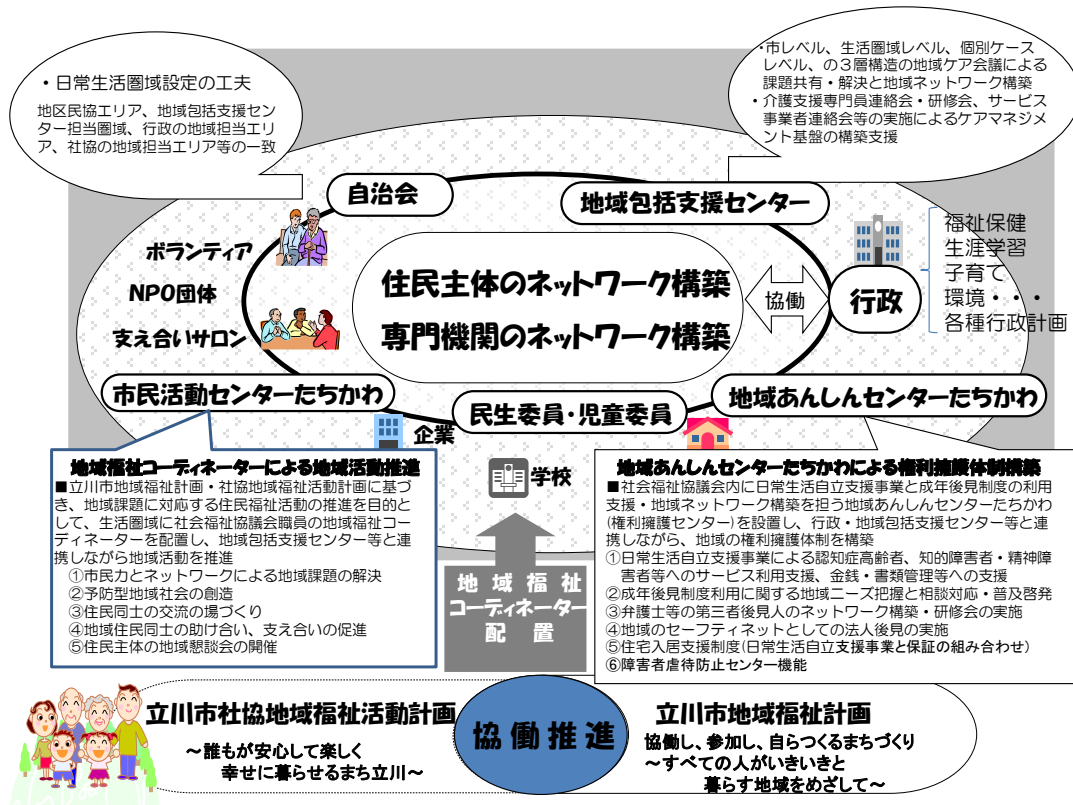 ・日常生活圏域設定の工夫
地区民協エリア、地域包括支援セン
ター担当圏域、行政の地域担当エリ
ア、社協の地域担当エリア等の一致
・市レベル、生活圏域レベル、個別ケース
レベル、の３層構造の地域ケア会議による
課題共有・解決と地域ネットワーク構築
・介護支援専門員連絡会・研修会、サービス
事業者連絡会等の実施によるケアマネジメ
ント基盤の構築支援
自治会
地域包括支援センター
ボランティア
NPO団体
支え合いサロン
住民主体のネットワーク構築
専門機関のネットワーク構築
協働
行政
福祉保健
生涯学習
子育て
環境・・・
各種行政計画
市民活動センターたちかわ
民生委員・児童委員
地域あんしんセンターたちかわ
企業
学校
地域福祉コーディネーターによる地域活動推進
■立川市地域福祉計画・社協地域福祉活動計画に基づ
き、地域課題に対応する住民福祉活動の推進を目的と
して、生活圏域に社会福祉協議会職員の地域福祉コー
ディネーターを配置し、地域包括支援センター等と連
携しながら地域活動を推進
①市民力とネットワークによる地域課題の解決
②予防型地域社会の創造
③住民同士の交流の場づくり
④地域住民同士の助け合い、支え合いの促進
⑤住民主体の地域懇談会の開催
地域福祉
コーディネーター
配置
地域あんしんセンターたちかわによる権利擁護体制構築
■社会福祉協議会内に日常生活自立支援事業と成年後見制度の利用
支援・地域ネットワーク構築を担う地域あんしんセンターたちかわ
(権利擁護センター)を設置し、行政・地域包括支援センター等と連
携しながら、地域の権利擁護体制を構築
①日常生活自立支援事業による認知症高齢者、知的障害者・精神障
害者等へのサービス利用支援、金銭・書類管理等への支援
②成年後見制度利用に関する地域ニーズ把握と相談対応・普及啓発
③弁護士等の第三者後見人のネットワーク構築・研修会の実施
④地域のセーフティネットとしての法人後見の実施
⑤住宅入居支援制度(日常生活自立支援事業と保証の組み合わせ)
⑥障害者虐待防止センター機能
立川市社協地域福祉活動計画
～誰もが安心して楽しく
幸せに暮らせるまち立川～
協働推進
立川市地域福祉計画
協働し、参加し、自らつくるまちづくり
～すべての人がいきいきと
暮らす地域をめざして～